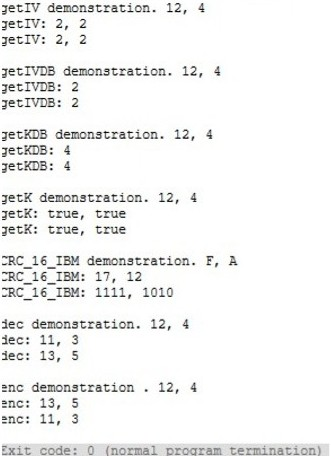 getIV demonstration. 12, 4
getIV: 2, 2
getIV: 2, 2
getIVDB demonstration. 12, 4
getIVDB: 2
getIVDB: 2
getKDB demonstration. 12, 4
getKDB: 4
getKDB: 4
getK demonstration. 12, 4
getK: true, true
getK: true, true
CRC_16_IBM demonstration. F, A
CRC_16_IBM: 17, 12
CRC_16_IBM: 1111, 1010
dec demonstration. 12, 4
dec: 11, 3
dec: 13, 5
enc demonstration . 12, 4
enc: 13, 5
enc: 11, 3
Exit code: 0 (normal program termination)